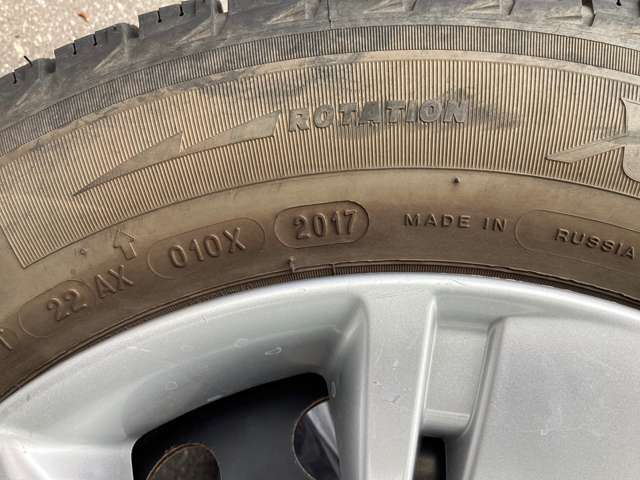 ROTATION
22 AX 010X 2017 MADE IN RUSSIA